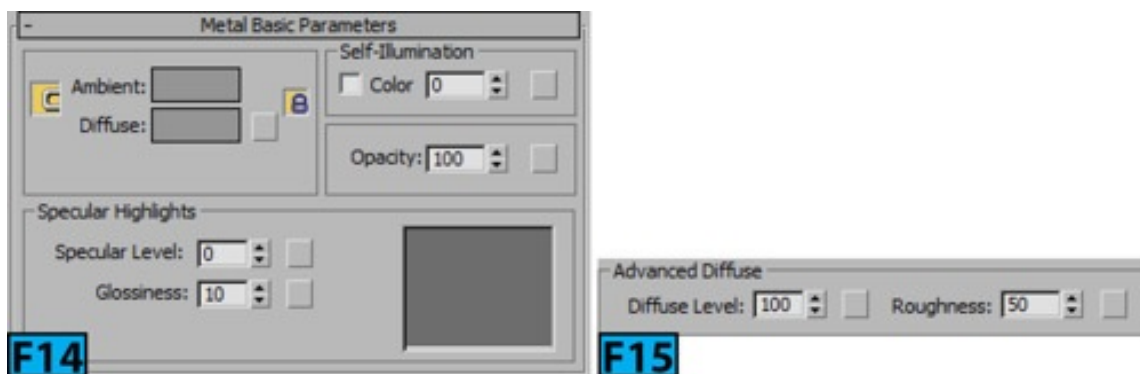 - Metal Basic Parameters
Self-Illumination
Ambient:
Color 0
Diffuse:
Opacity: 100
Specular Highlights
Specular Level: 0
Glossiness: 10
F14
Advanced Diffuse
Diffuse Level: 100 Roughness: 50
F15